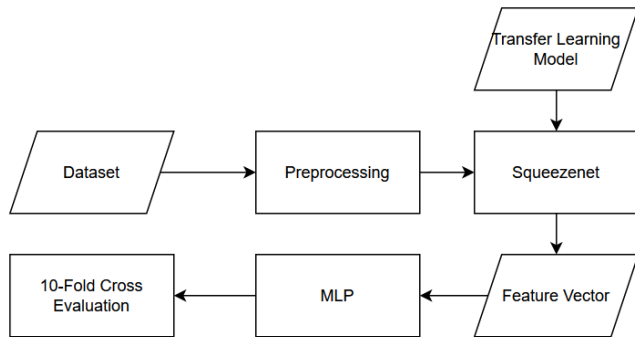 Transfer Learning
Model
Dataset
Preprocessing
Squeezenet
10-Fold Cross
Evaluation
MLP
Feature Vector